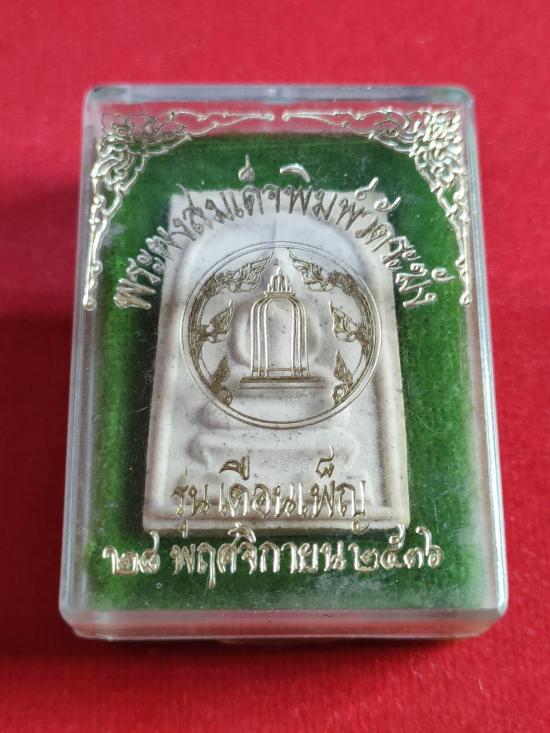 พระผงสมเด็จพิมพ์วัดระฆัง
รุ่น เดือนเพ็ญ
๒๘ พฤศจิกายน ๒๕๓๖